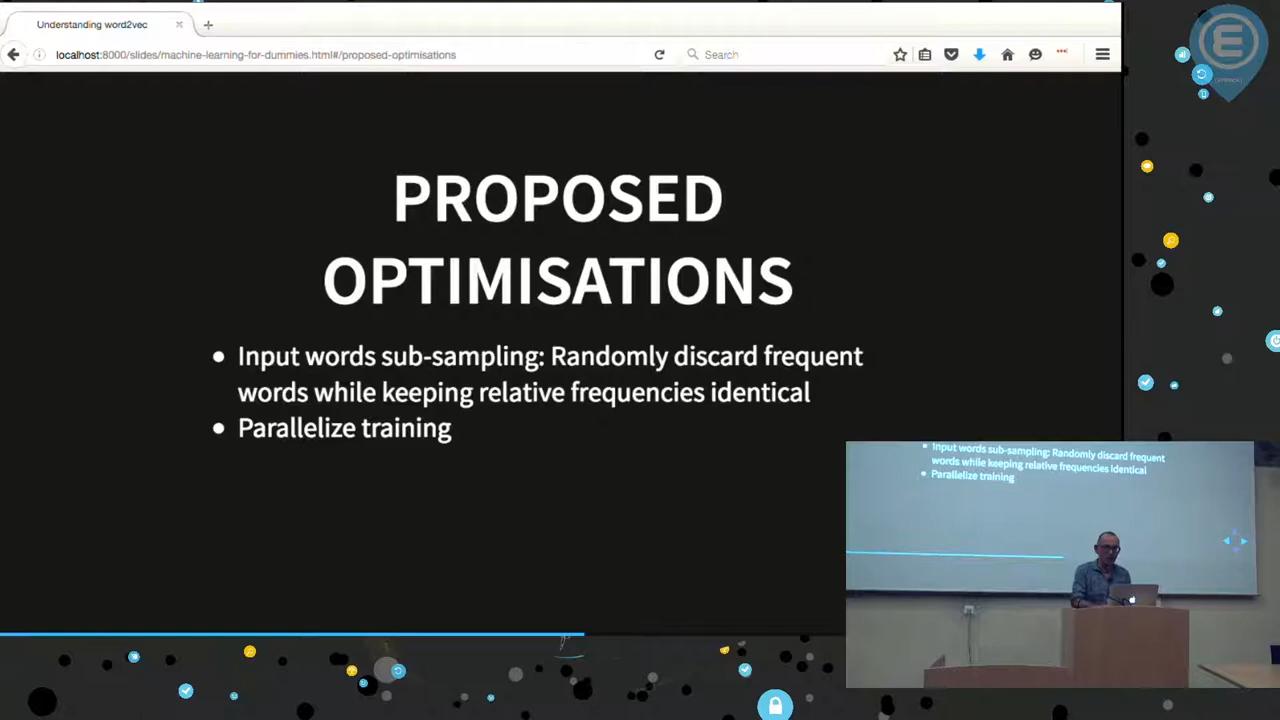 Understanding word2vec
localhost:8000/slides/machine-learning-for-dummies.html#/proposed-optimisations
Search
PROPOSED
OPTIMISATIONS
Input words sub-sampling: Randomly discard frequent
words while keeping relative frequencies identical
Parallelize training
Input words sub-sampling: Randomly discard frequent
words while keeping relative frequencies identical
Parallelize training